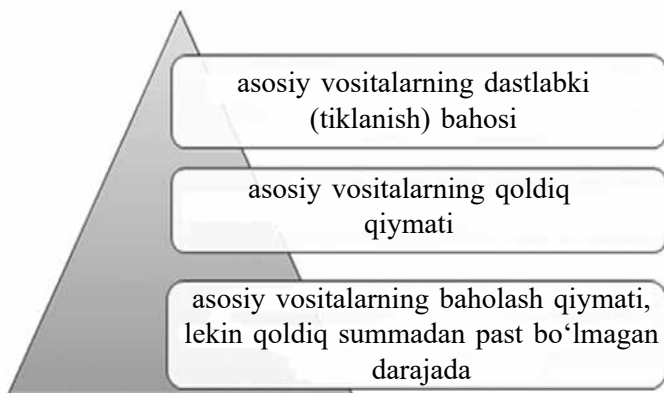 asosiy vositalarning dastlabki
(tiklanish) bahosi
asosiy vositalarning qoldiq
qiymati
asosiy vositalarning baholash qiymati,
lekin qoldiq summadan past bo‘lmagan
darajada